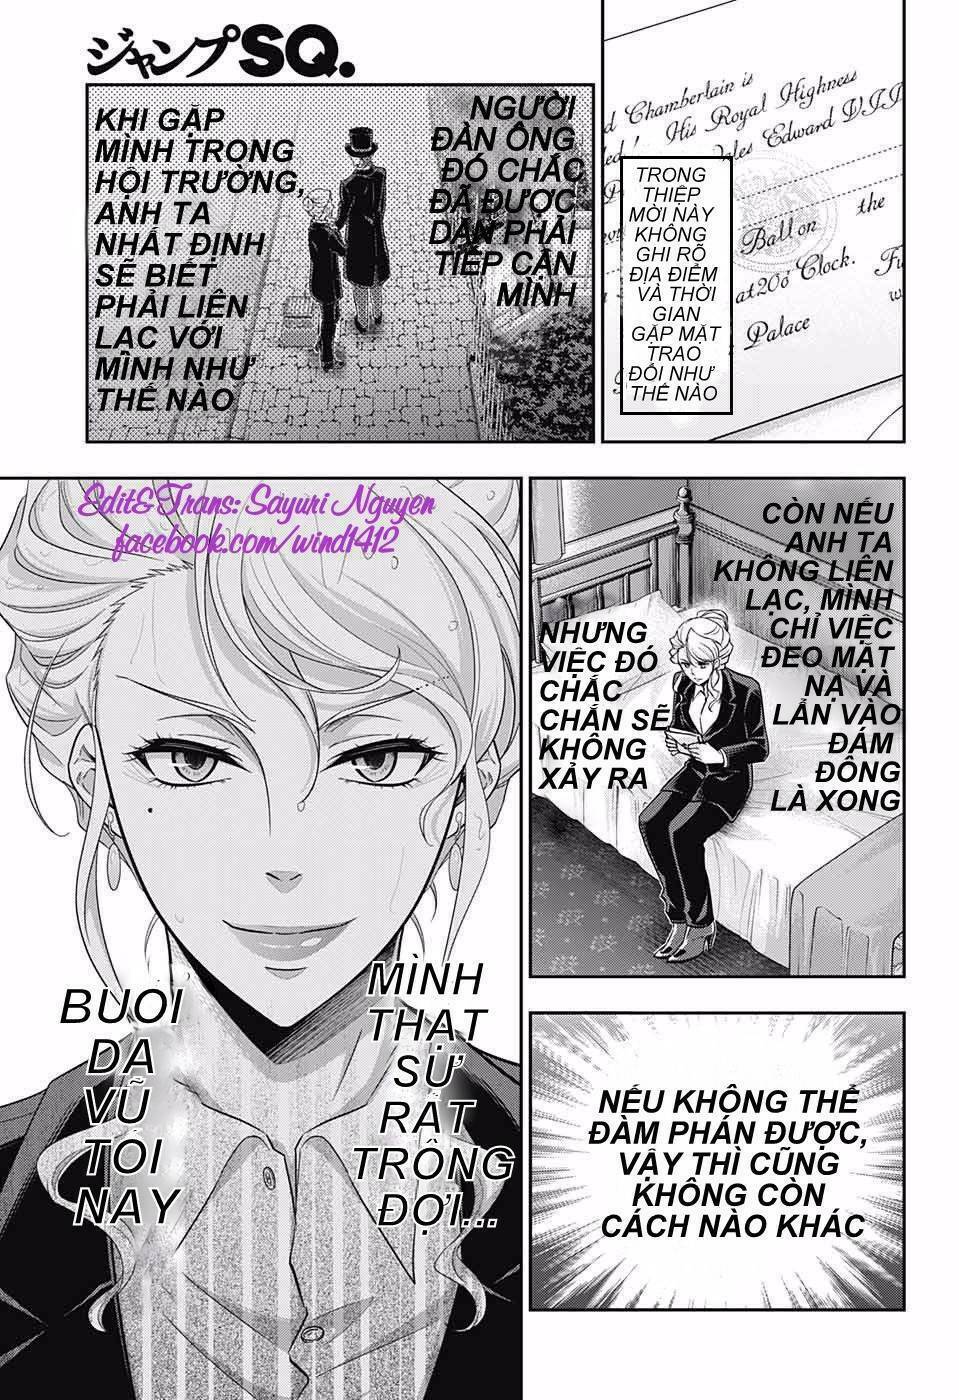 ジャンプSQ.
d Chamberlain is
His Royal Highness
ales Edward VII
Ball on the
at 20ó Clock. Fu
Palace
TRONG
THIỆP
MỜI NÀY
KHÔNG
GHI RÕ
ĐỊA ĐIỂM
VÀ THỜI
GIAN
GẶP MẶT
TRAO
ĐỔI NHƯ
THẾ NÀO
NGƯỜI
ĐÀN ÔNG
ĐÓ CHẮC
ĐÃ ĐƯỢC
DẶN PHẢI
TIẾP CẬN
MÌNH
KHI GẶP
MÌNH TRONG
HỘI TRƯỜNG,
ANH TA
NHẤT ĐỊNH
SẼ BIẾT
PHẢI LIÊN
LẠC VỚI
MÌNH NHƯ
THẾ NÀO
CÒN NẾU
ANH TA
KHÔNG LIÊN
LẠC, MÌNH
CHỈ VIỆC
ĐEO MẶT
NẠ VÀ
LẨN VÀO
ĐÁM
ĐÔNG
LÀ XONG
NHƯNG
VIỆC ĐÓ
CHẮC
CHẮN SẼ
KHÔNG
XẢY RA
NẾU KHÔNG THỂ
ĐÀM PHÁN ĐƯỢC,
VẬY THÌ CŨNG
KHÔNG CÒN
CÁCH NÀO KHÁC
Edit&Trans: Sayuri Nguyen
facebook.com/wind1412
MÌNH
THẬT
SỰ
RẤT
TRÔNG
ĐỢI...
BUỔI
DẠ
VŨ
TỐI
NAY